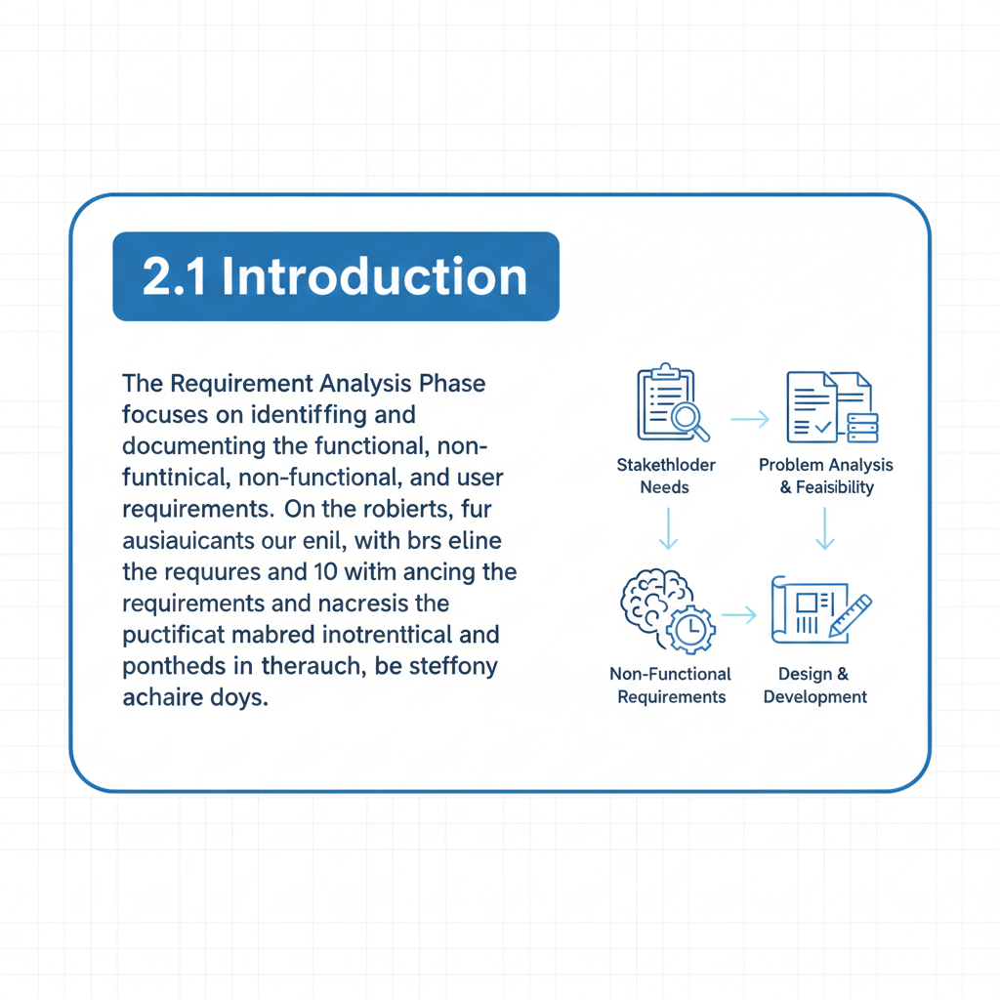 2.1 Introduction
The Requirement Analysis Phase
focuses on identiffing and
documenting the functional, non-
funtinical, non-functional, and user
requirements. On the robierts, fur
ausiauicants our enil, with brs eline
the requures and 10 witm ancing the
requirements and nacresis the
puctificat mabred inotrenttical and
pontheds in therauch, be steffony
achaire doys.
Stakethloder
Needs
Problem Analysis
& Feaisibility
Non-Functional
Requirements
Design &
Development